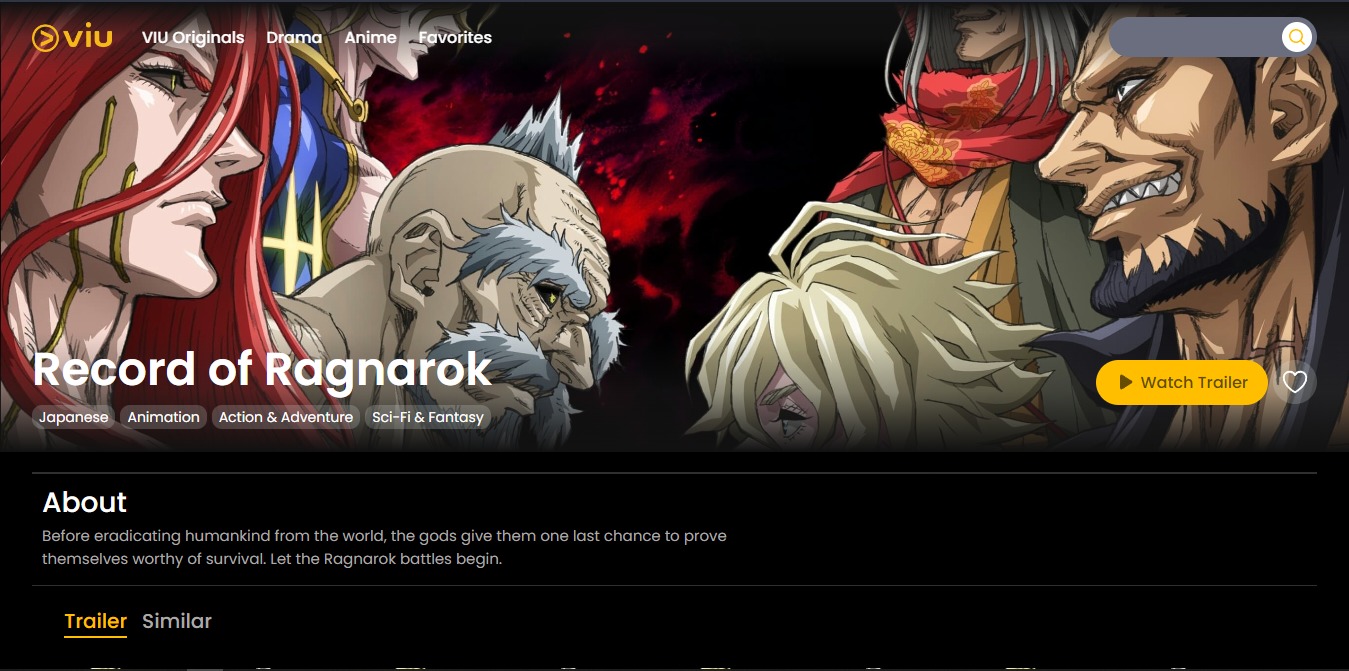 viu VIU Originals Drama Anime Favorites
Record of Ragnarok
Watch Trailer
Japanese Animation Action & Adventure Sci-Fi & Fantasy
About
Before eradicating humankind from the world, the gods give them one last chance to prove
themselves worthy of survival. Let the Ragnarok battles begin.
Trailer Similar